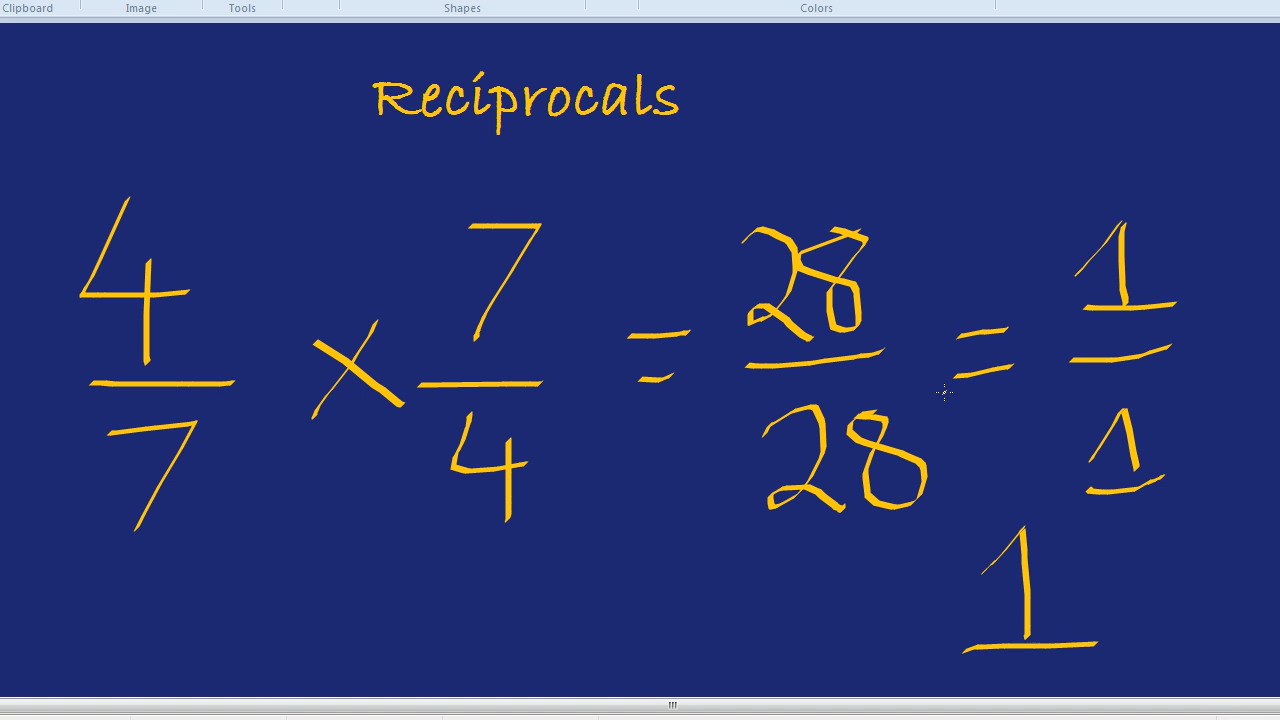 Clipboard Image Tools Shapes Colors
Reciprocals
4/7 × 7/4 = 28/28 = 1/1
1